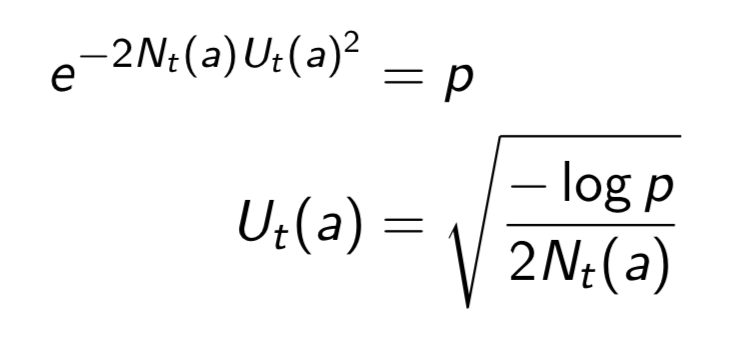 e^{-2N_t(a)U_t(a)^2} = p
U_t(a) = \sqrt{\frac{-\log p}{2N_t(a)}}